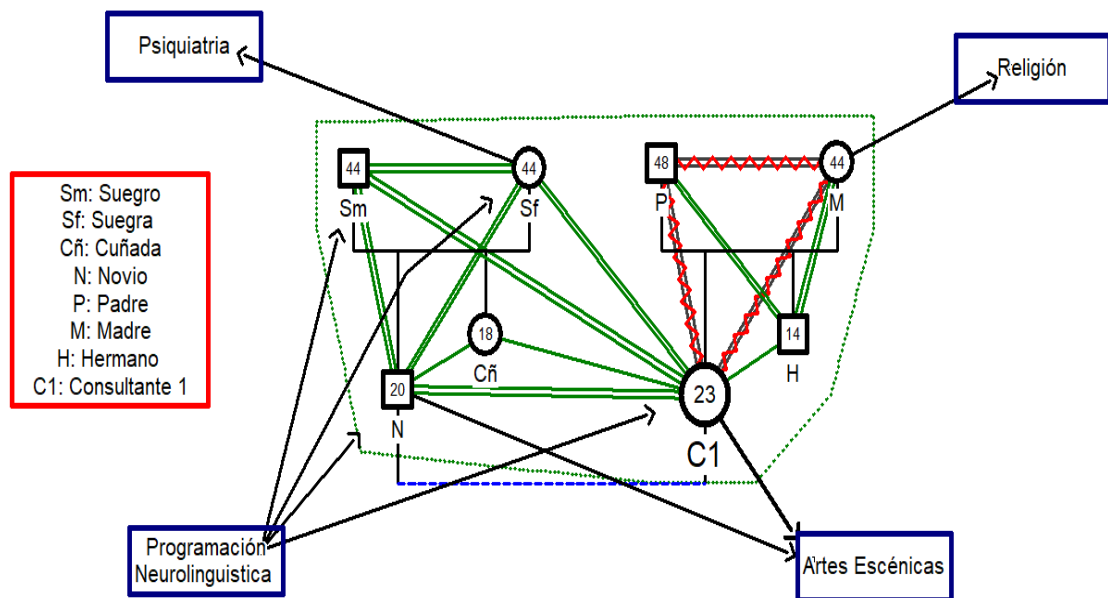 Psiquiatria
Religión
44
44
48
44
Sm
Sf
P
M
Sm: Suegro
Sf: Suegra
Cñ: Cuñada
N: Novio
P: Padre
M: Madre
H: Hermano
C1: Consultante 1
18
14
Cñ
H
20
23
N
C1
Programación
Neurolinguistica
Artes Escénicas